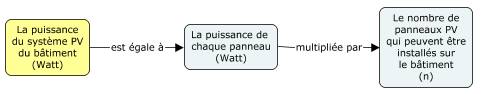 La puissance
du système PV
du bâtiment
(Watt)
est égale à
La puissance de
chaque panneau
(Watt)
multipliée par
Le nombre de
panneaux PV
qui peuvent être
installés sur
le bâtiment
(n)